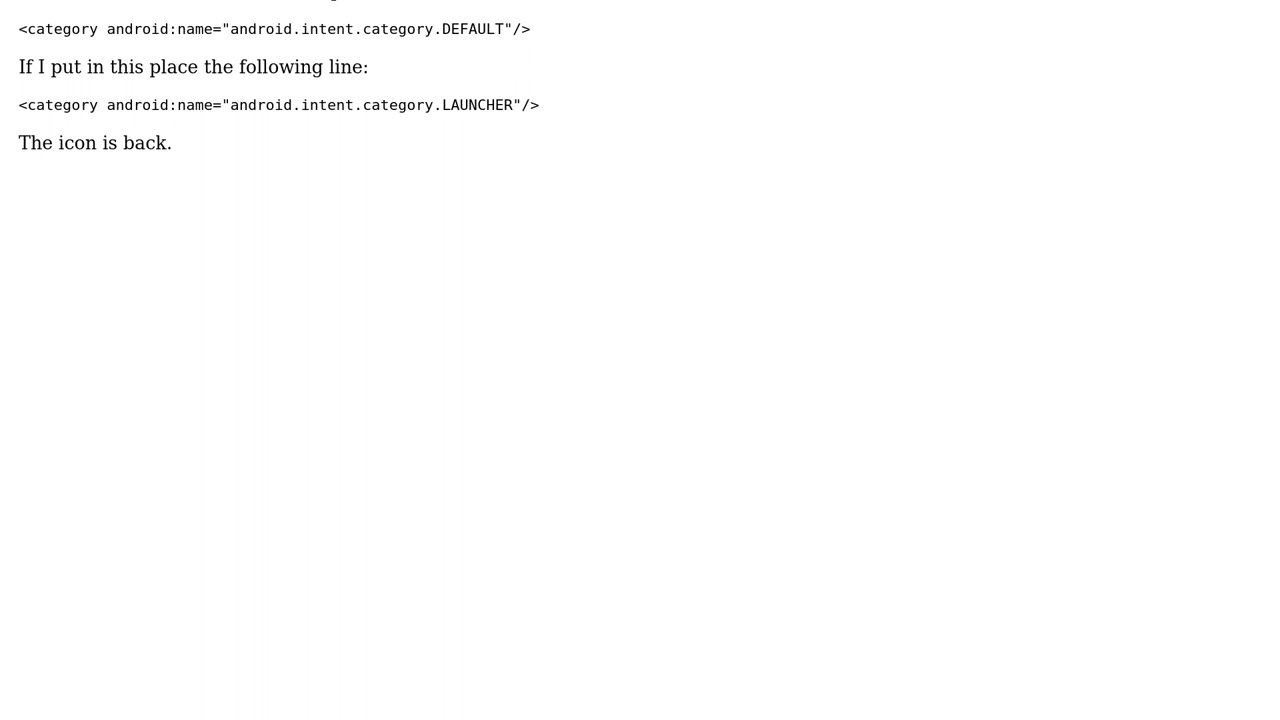 <category android:name="android.intent.category.DEFAULT"/>
If I put in this place the following line:
<category android:name="android.intent.category.LAUNCHER"/>
The icon is back.